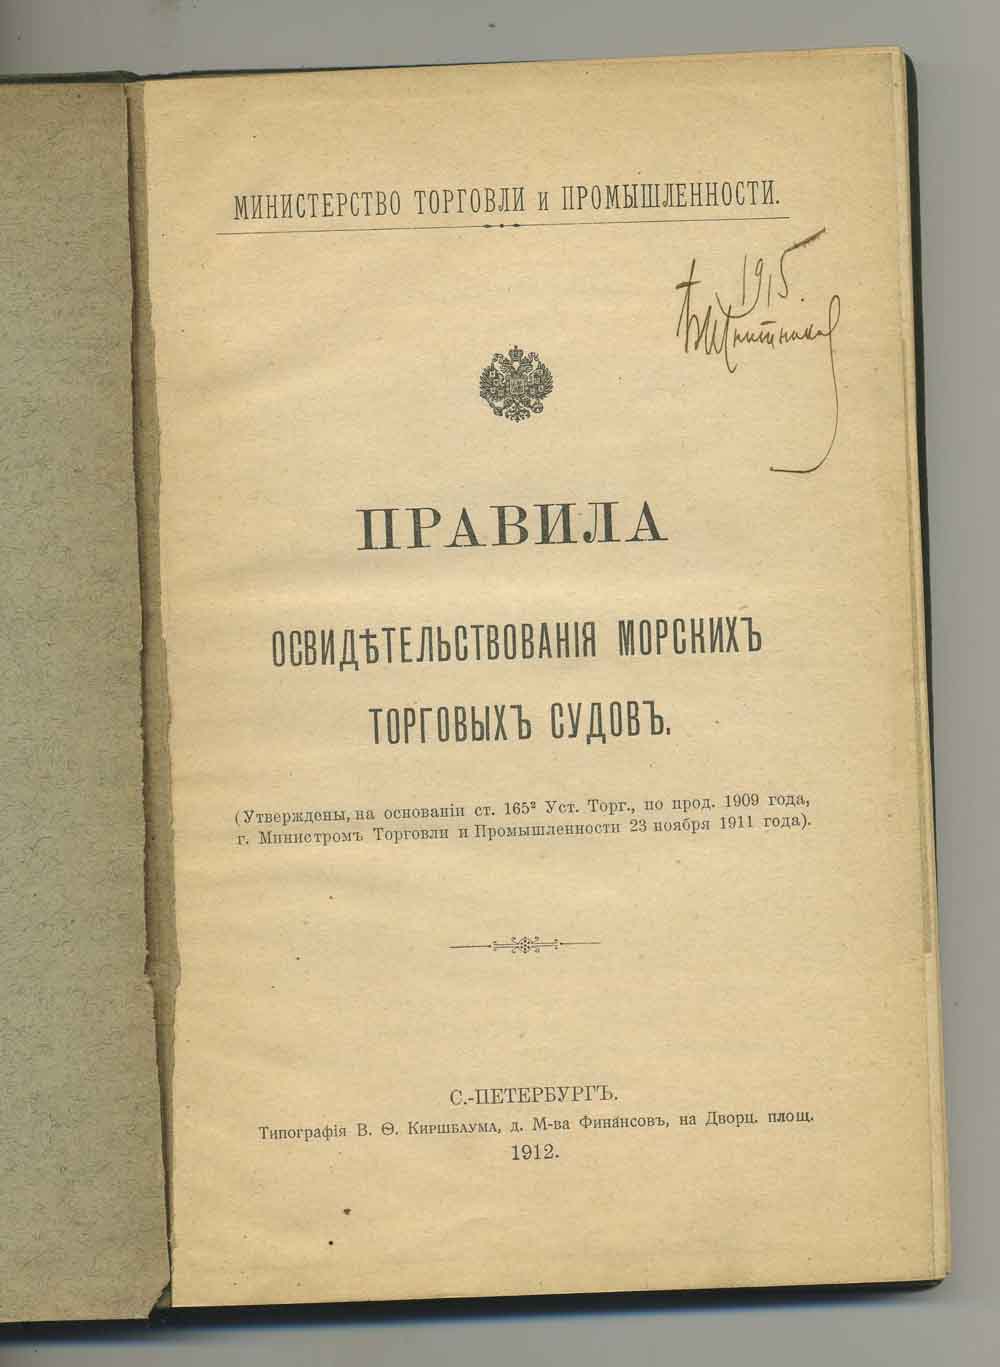 МИНИСТЕРСТВО ТОРГОВЛИ и ПРОМЫШЛЕННОСТИ.
1915.
ПРАВИЛА
ОСВИДѢТЕЛЬСТВОВАНІЯ МОРСКИХЪ
ТОРГОВЫХЪ СУДОВЪ.
(Утверждены, на основаніи ст. 165² Уст. Торг., по прод. 1909 года,
г. Министромъ Торговли и Промышленности 23 ноября 1911 года).
С.-ПЕТЕРБУРГЪ.
Типографія В. Ѳ. Киршбаума, д. М-ва Финансовъ, на Дворц. площ.
1912.